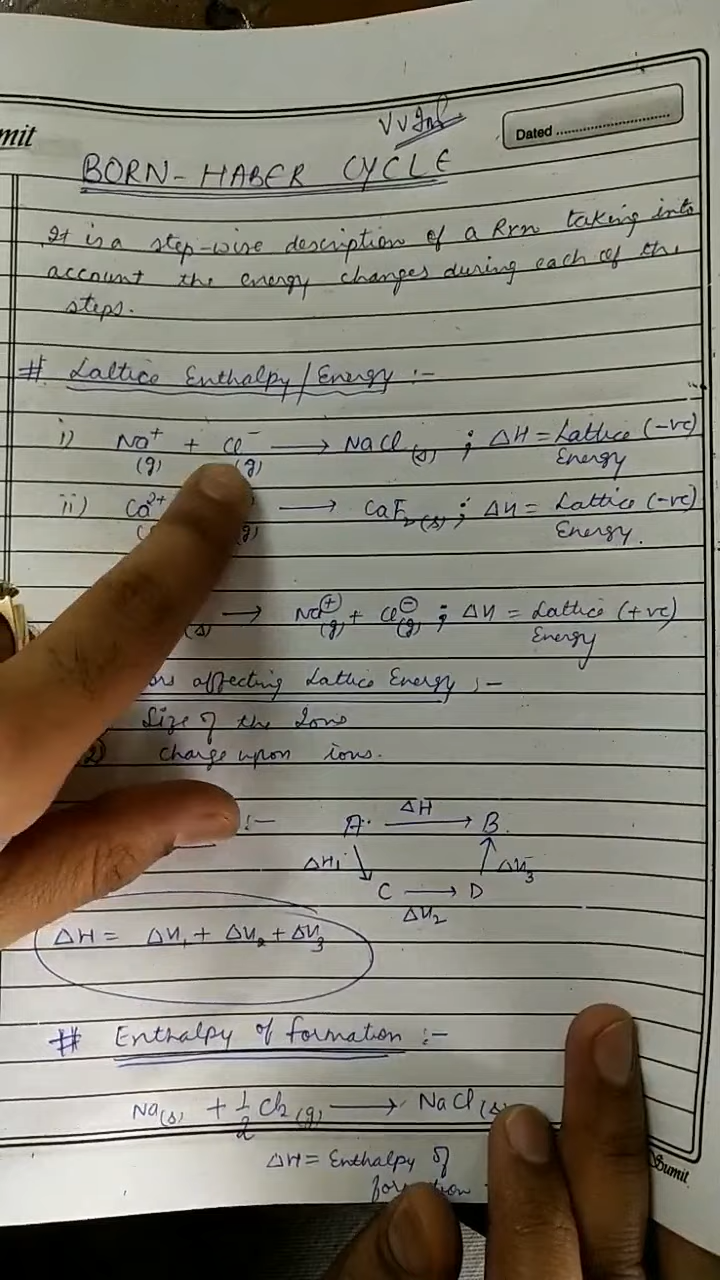 mit
VVImp
Dated
BORN-HABER CYCLE
It is a step-wise description of a Rxn taking into
account the energy changes during each of the
steps.
# Lattice Enthalpy/Energy :-
i) Na⁺(g) + Cl⁻(g) → NaCl(s) ; ΔH = Lattice Energy (-ve)
ii) Ca²⁺ (g) → CaF₂(s) ; ΔH = Lattice Energy (-ve)
(s) → Na⊕(g) + Cl⊖(g) ; ΔH = Lattice Energy (+ve)
ors affecting Lattice Energy :-
Size of the Ions
2) charge upon ions.
:- A ΔH → B
ΔH₁ ΔH₃
C → D
ΔH₂
ΔH = ΔH₁ + ΔH₂ + ΔH₃
# Enthalpy of formation :-
Na(s) + ½ Cl₂(g) → NaCl(s)
ΔH = Enthalpy of
formation
Sumit